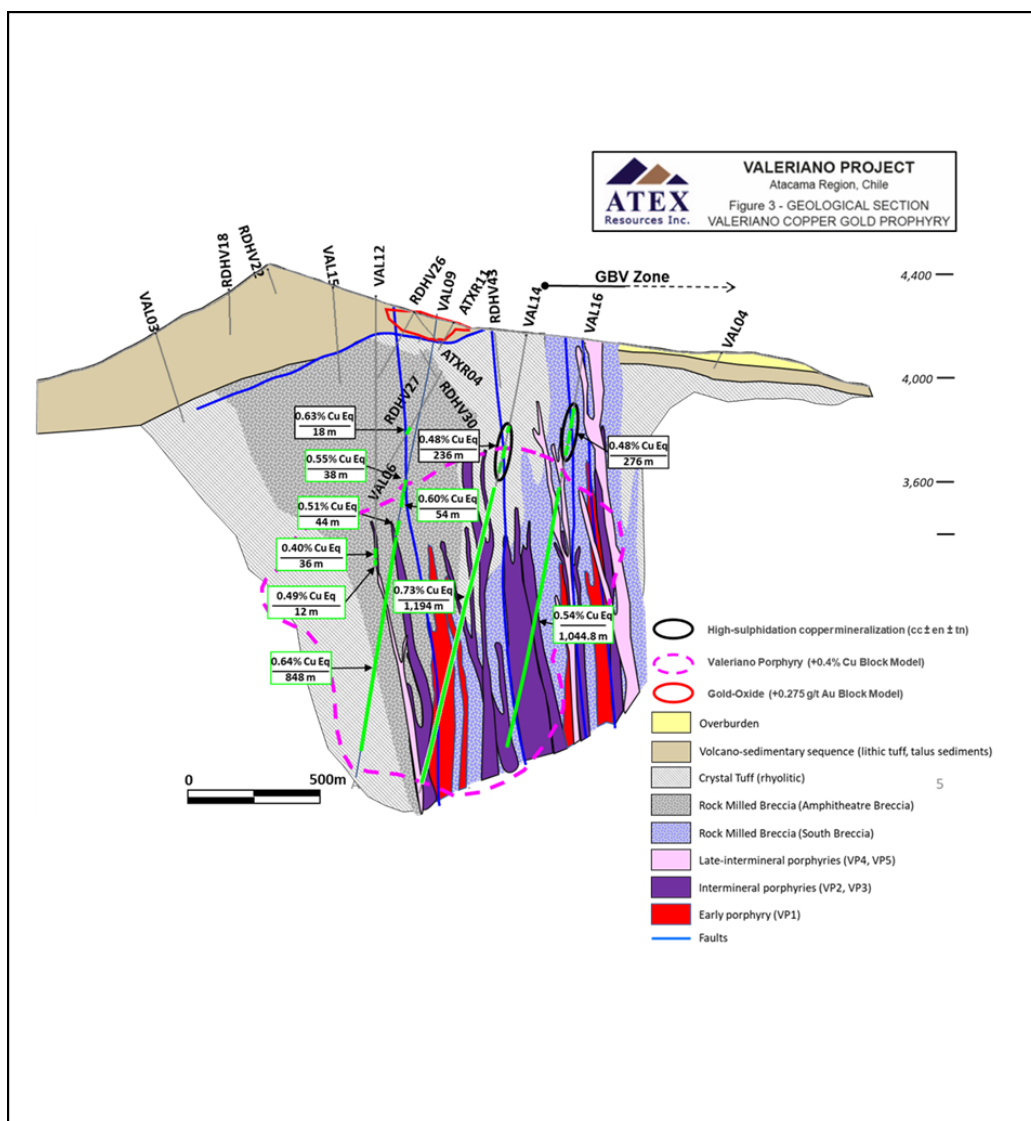 ATEX
Resources Inc.
VALERIANO PROJECT
Atacama Region, Chile
Figure 3 - GEOLOGICAL SECTION
VALERIANO COPPER GOLD PROPHYRY
VAL03
RDHV18
RDHV22
VAL15
VAL12
RDHV26
VAL09
ATXR11
RDHV43
VAL14
GBV Zone
VAL16
VAL04
4,400
4,000
3,600
ATXR04
RDHV27
RDHV30
VAL06
0.63% Cu Eq
18 m
0.55% Cu Eq
38 m
0.51% Cu Eq
44 m
0.40% Cu Eq
36 m
0.49% Cu Eq
12 m
0.64% Cu Eq
848 m
0.48% Cu Eq
236 m
0.60% Cu Eq
54 m
0.73% Cu Eq
1,194 m
0.48% Cu Eq
276 m
0.54% Cu Eq
1,044.8 m
0
500m
High-sulphidation copper mineralization (cc ± en ± tn)
Valeriano Porphyry (+0.4% Cu Block Model)
Gold-Oxide (+0.275 g/t Au Block Model)
Overburden
Volcano-sedimentary sequence (lithic tuff, talus sediments)
Crystal Tuff (rhyolitic)
5
Rock Milled Breccia (Amphitheatre Breccia)
Rock Milled Breccia (South Breccia)
Late-intermineral porphyries (VP4, VP5)
Intermineral porphyries (VP2, VP3)
Early porphyry (VP1)
Faults